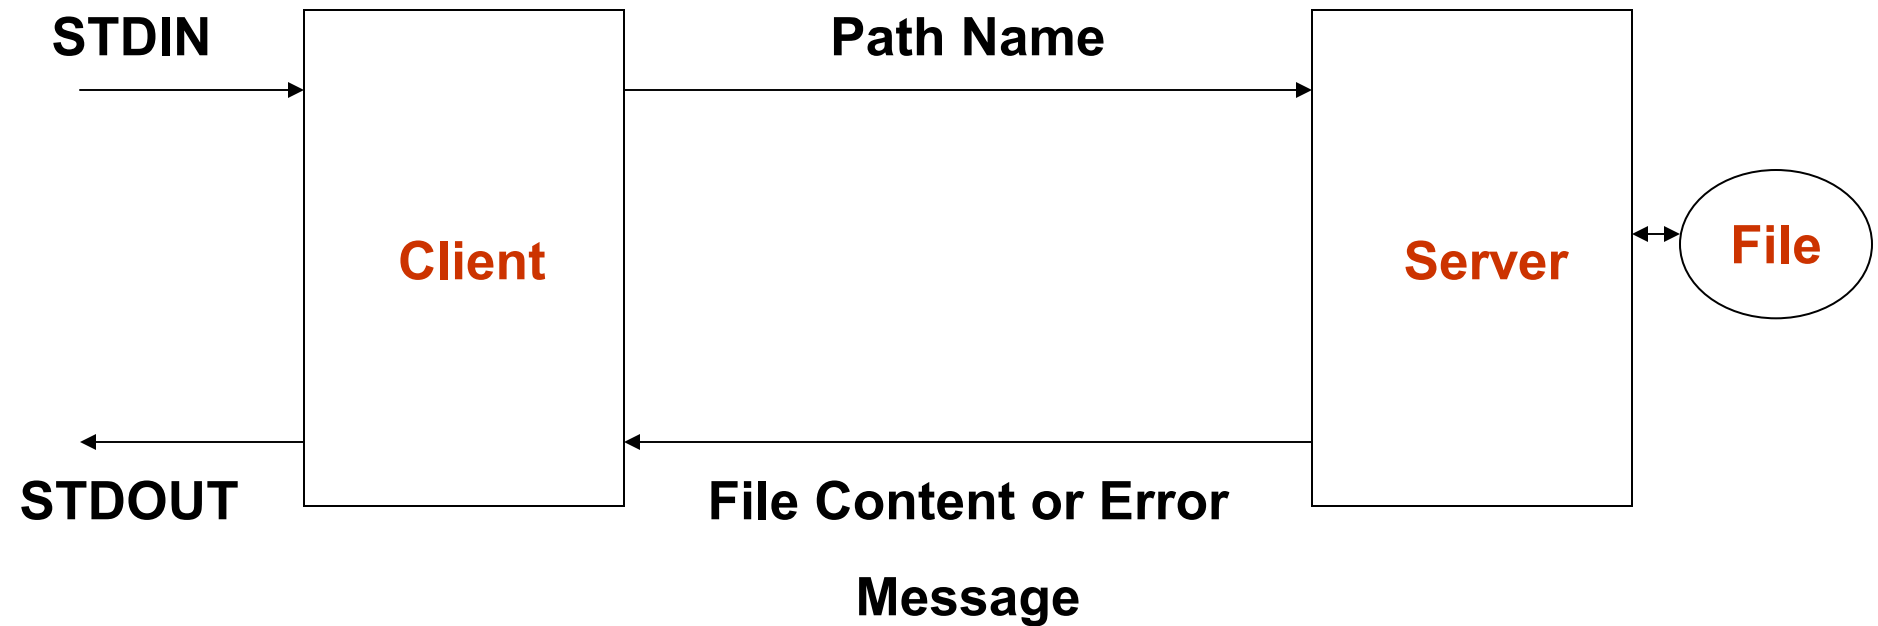 STDIN
Path Name
Client
Server
File
STDOUT
File Content or Error
Message